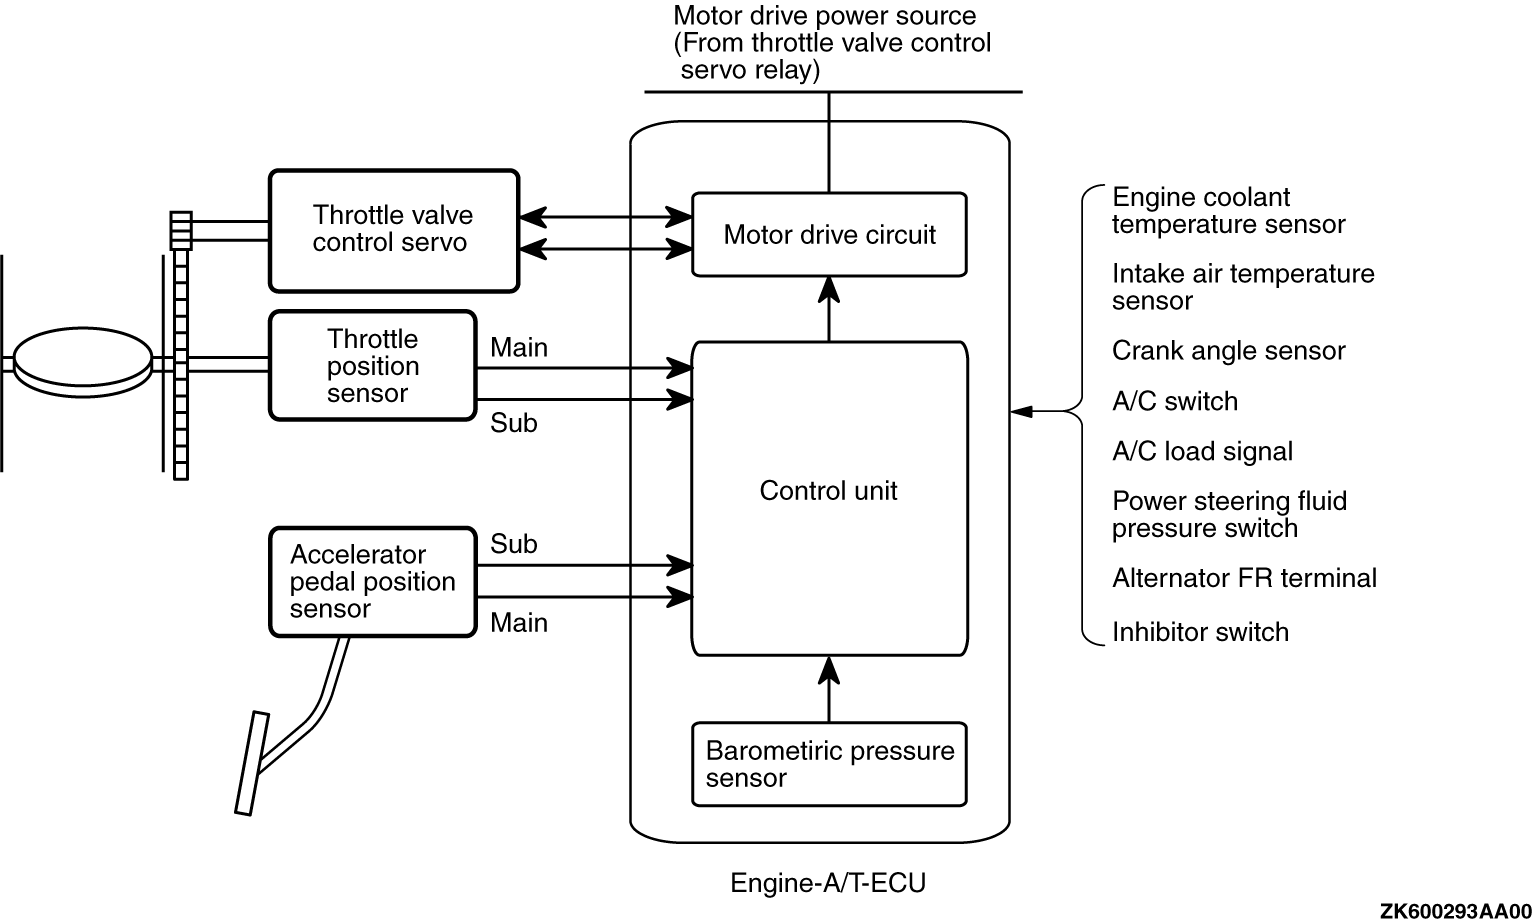 Motor drive power source
(From throttle valve control
servo relay)
Throttle valve
control servo
Motor drive circuit
Throttle
position
sensor
Main
Sub
Control unit
Accelerator
pedal position
sensor
Sub
Main
Barometiric pressure
sensor
Engine-A/T-ECU
Engine coolant
temperature sensor
Intake air temperature
sensor
Crank angle sensor
A/C switch
A/C load signal
Power steering fluid
pressure switch
Alternator FR terminal
Inhibitor switch
ZK600293AA00